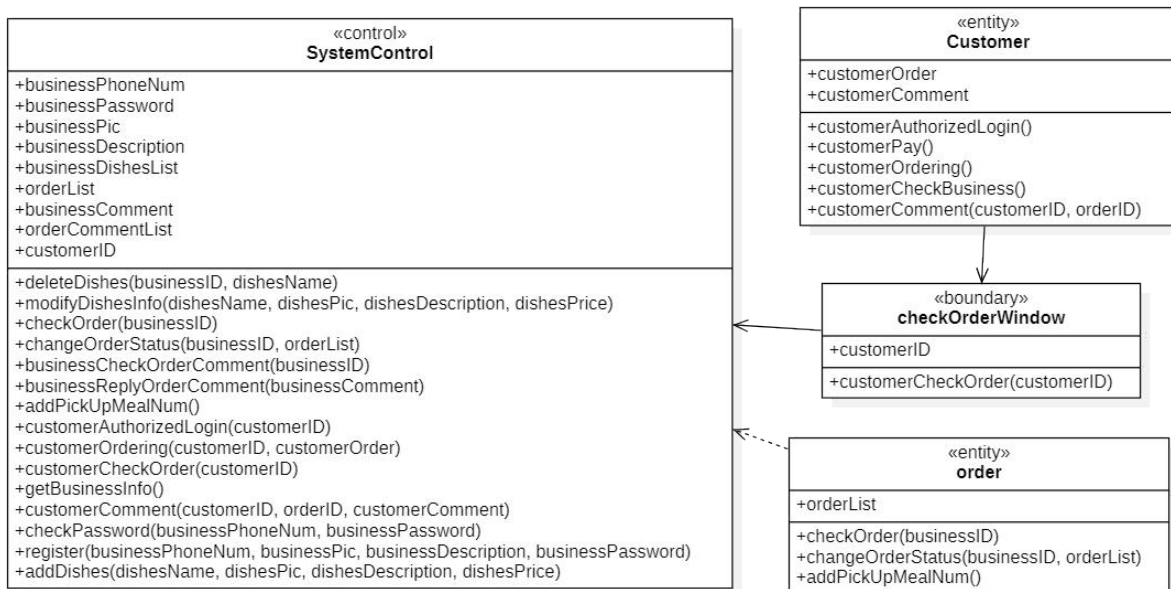 «control»
SystemControl
+businessPhoneNum
+businessPassword
+businessPic
+businessDescription
+businessDishesList
+orderList
+businessComment
+orderCommentList
+customerID
+deleteDishes(businessID, dishesName)
+modifyDishesInfo(dishesName, dishesPic, dishesDescription, dishesPrice)
+checkOrder(businessID)
+changeOrderStatus(businessID, orderList)
+businessCheckOrderComment(businessID)
+businessReplyOrderComment(businessComment)
+addPickUpMealNum()
+customerAuthorizedLogin(customerID)
+customerOrdering(customerID, customerOrder)
+customerCheckOrder(customerID)
+getBusinessInfo()
+customerComment(customerID, orderID, customerComment)
+checkPassword(businessPhoneNum, businessPassword)
+register(businessPhoneNum, businessPic, businessDescription, businessPassword)
+addDishes(dishesName, dishesPic, dishesDescription, dishesPrice)
«entity»
Customer
+customerOrder
+customerComment
+customerAuthorizedLogin()
+customerPay()
+customerOrdering()
+customerCheckBusiness()
+customerComment(customerID, orderID)
«boundary»
checkOrderWindow
+customerID
+customerCheckOrder(customerID)
«entity»
order
+orderList
+checkOrder(businessID)
+changeOrderStatus(businessID, orderList)
+addPickUpMealNum()